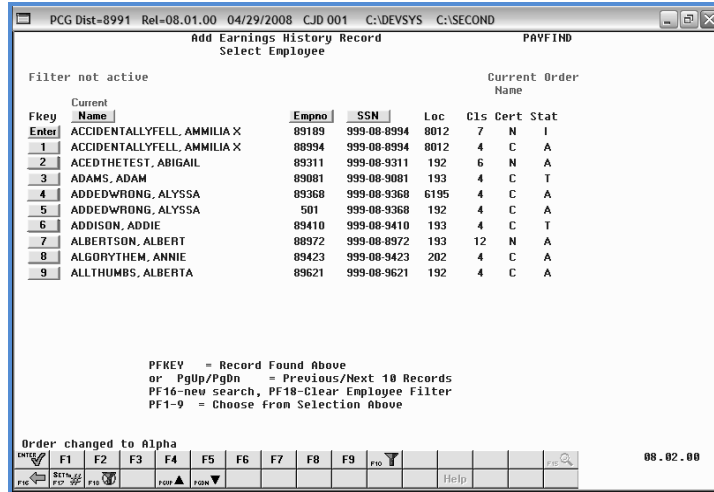 PCG Dist=8991 Rel=08.01.00 04/29/2008 CJD 001 C:\DEVSYS C:\SECOND
Add Earnings History Record PAYFIND
Select Employee
Filter not active Current Order
Name
Current
Fkey Name Empno SSN Loc Cls Cert Stat
Enter ACCIDENTALLYFELL, AMMILIA X 89189 999-08-8994 8012 7 N I
1 ACCIDENTALLYFELL, AMMILIA X 88994 999-08-8994 8012 4 C A
2 ACEDTHETEST, ABIGAIL 89311 999-08-9311 192 6 N A
3 ADAMS, ADAM 89081 999-08-9081 193 4 C T
4 ADDEDWRONG, ALYSSA 89368 999-08-9368 6195 4 C A
5 ADDEDWRONG, ALYSSA 501 999-08-9368 192 4 C A
6 ADDISON, ADDIE 89410 999-08-9410 193 4 C T
7 ALBERTSON, ALBERT 88972 999-08-8972 193 12 N A
8 ALGORYTHEM, ANNIE 89423 999-08-9423 202 4 C A
9 ALLTHUMBS, ALBERTA 89621 999-08-9621 192 4 C A
PFKEY = Record Found Above
or PgUp/PgDn = Previous/Next 10 Records
PF16-new search, PF18-Clear Employee Filter
PF1-9 = Choose from Selection Above
Order changed to Alpha
ENTER F1 F2 F3 F4 F5 F6 F7 F8 F9 F10 F15 08.02.00
F16 F17 F18 PGUP PGDN Help